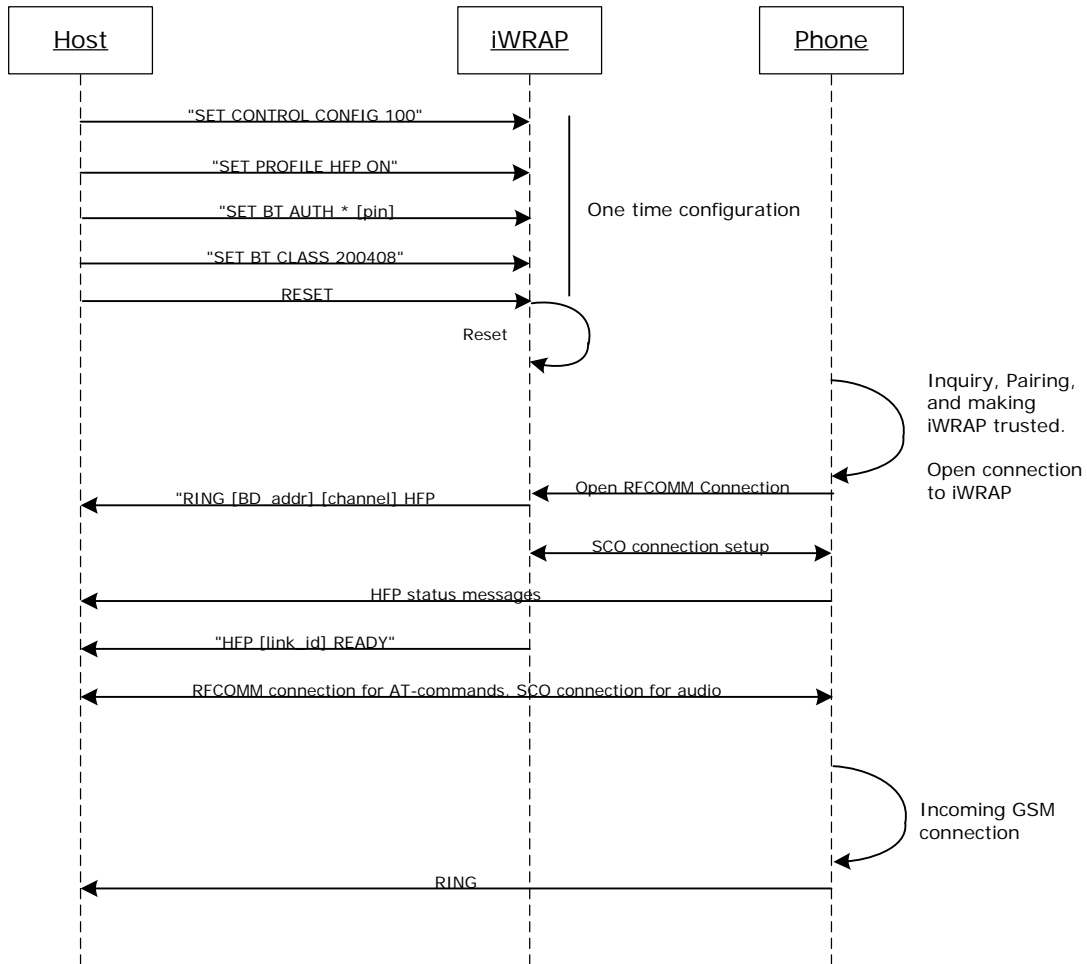 Host
iWRAP
Phone
"SET CONTROL CONFIG 100"
"SET PROFILE HFP ON"
One time configuration
"SET BT AUTH * [pin]
"SET BT CLASS 200408"
RESET
Reset
Inquiry, Pairing,
and making
iWRAP trusted.
Open connection
to iWRAP
Open RFCOMM Connection
"RING [BD_addr] [channel] HFP
SCO connection setup
HFP status messages
"HFP [link_id] READY"
RFCOMM connection for AT-commands. SCO connection for audio
Incoming GSM
connection
RING